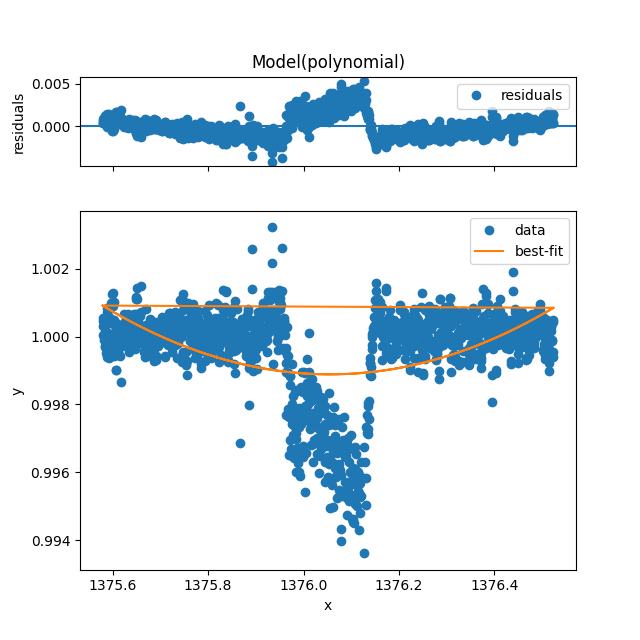 Model(polynomial)
0.005
0.000
residuals
residuals
data
best-fit
1.002
1.000
0.998
0.996
0.994
y
1375.6 1375.8 1376.0 1376.2 1376.4
x